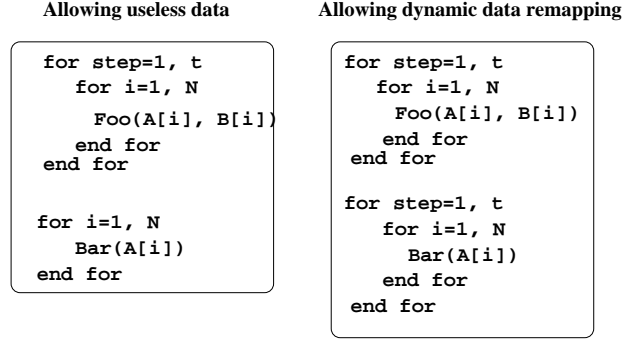 Allowing useless data
for step=1, t
for i=1, N
Foo(A[i], B[i])
end for
end for
for i=1, N
Bar(A[i])
end for
Allowing dynamic data remapping
for step=1, t
for i=1, N
Foo(A[i], B[i])
end for
end for
for step=1, t
for i=1, N
Bar(A[i])
end for
end for